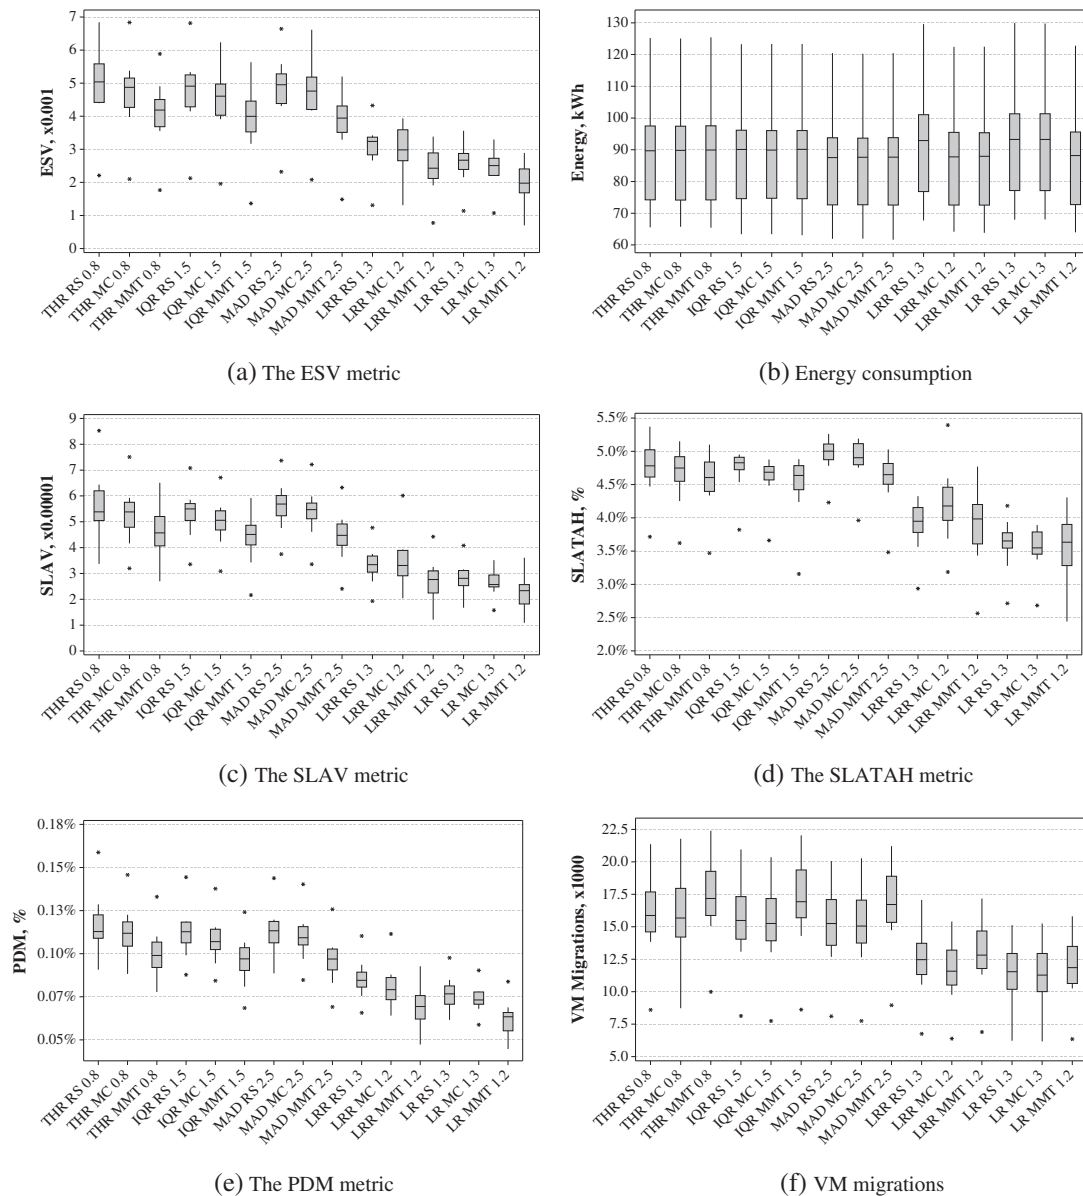 7
6
5
4
3
2
1
0
ESV, x0.001
THR RS 0.8
THR MC 0.8
THR MMT 0.8
IQR RS 1.5
IQR MC 1.5
IQR MMT 1.5
MAD RS 2.5
MAD MC 2.5
MAD MMT 2.5
LRR RS 1.3
LRR MC 1.2
LRR MMT 1.2
LR RS 1.3
LR MC 1.3
LR MMT 1.2
(a) The ESV metric
130
120
110
100
90
80
70
60
Energy, kWh
THR RS 0.8
THR MC 0.8
THR MMT 0.8
IQR RS 1.5
IQR MC 1.5
IQR MMT 1.5
MAD RS 2.5
MAD MC 2.5
MAD MMT 2.5
LRR RS 1.3
LRR MC 1.2
LRR MMT 1.2
LR RS 1.3
LR MC 1.3
LR MMT 1.2
(b) Energy consumption
9
8
7
6
5
4
3
2
1
0
SLAV, x0.00001
THR RS 0.8
THR MC 0.8
THR MMT 0.8
IQR RS 1.5
IQR MC 1.5
IQR MMT 1.5
MAD RS 2.5
MAD MC 2.5
MAD MMT 2.5
LRR RS 1.3
LRR MC 1.2
LRR MMT 1.2
LR RS 1.3
LR MC 1.3
LR MMT 1.2
(c) The SLAV metric
5.5%
5.0%
4.5%
4.0%
3.5%
3.0%
2.5%
2.0%
SLATAH, %
THR RS 0.8
THR MC 0.8
THR MMT 0.8
IQR RS 1.5
IQR MC 1.5
IQR MMT 1.5
MAD RS 2.5
MAD MC 2.5
MAD MMT 2.5
LRR RS 1.3
LRR MC 1.2
LRR MMT 1.2
LR RS 1.3
LR MC 1.3
LR MMT 1.2
(d) The SLATAH metric
0.18%
0.15%
0.13%
0.10%
0.07%
0.05%
PDM, %
THR RS 0.8
THR MC 0.8
THR MMT 0.8
IQR RS 1.5
IQR MC 1.5
IQR MMT 1.5
MAD RS 2.5
MAD MC 2.5
MAD MMT 2.5
LRR RS 1.3
LRR MC 1.2
LRR MMT 1.2
LR RS 1.3
LR MC 1.3
LR MMT 1.2
(e) The PDM metric
22.5
20.0
17.5
15.0
12.5
10.0
7.5
5.0
VM Migrations, x1000
THR RS 0.8
THR MC 0.8
THR MMT 0.8
IQR RS 1.5
IQR MC 1.5
IQR MMT 1.5
MAD RS 2.5
MAD MC 2.5
MAD MMT 2.5
LRR RS 1.3
LRR MC 1.2
LRR MMT 1.2
LR RS 1.3
LR MC 1.3
LR MMT 1.2
(f) VM migrations